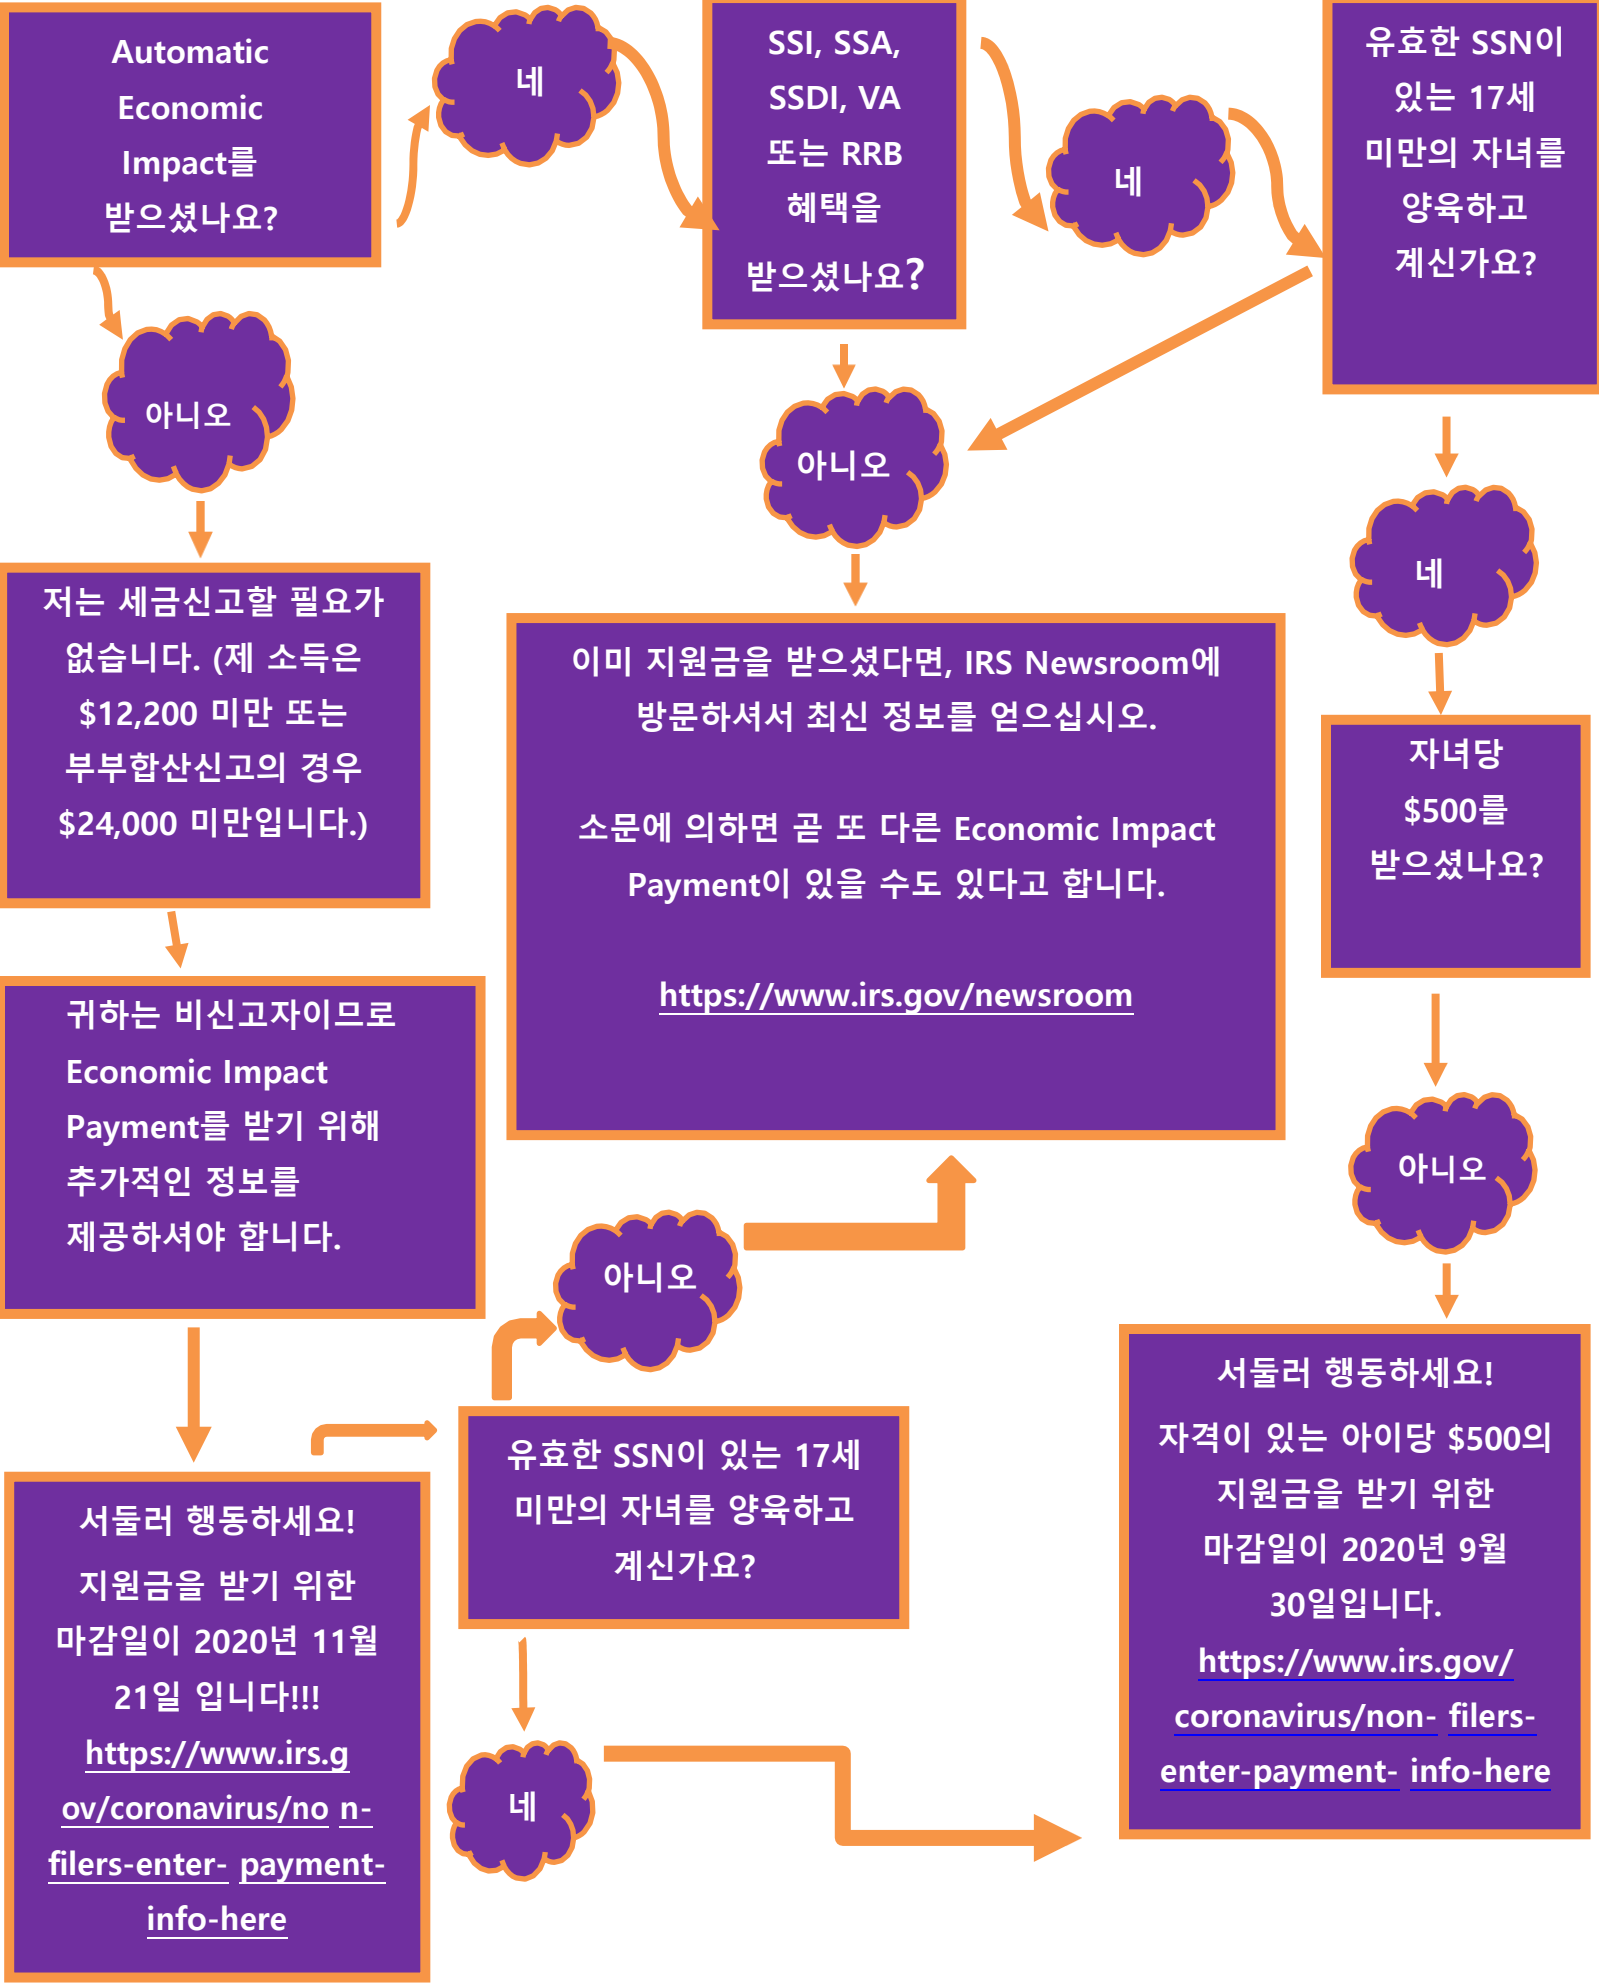 Automatic
Economic
Impact를
받으셨나요?
네
SSI, SSA,
SSDI, VA
또는 RRB
혜택을
받으셨나요?
네
유효한 SSN이
있는 17세
미만의 자녀를
양육하고
계신가요?
아니오
아니오
네
저는 세금신고할 필요가
없습니다. (제 소득은
$12,200 미만 또는
부부합산신고의 경우
$24,000 미만입니다.)
이미 지원금을 받으셨다면, IRS Newsroom에
방문하셔서 최신 정보를 얻으십시오.
소문에 의하면 곧 또 다른 Economic Impact
Payment이 있을 수도 있다고 합니다.
https://www.irs.gov/newsroom
자녀당
$500를
받으셨나요?
귀하는 비신고자이므로
Economic Impact
Payment를 받기 위해
추가적인 정보를
제공하셔야 합니다.
아니오
아니오
유효한 SSN이 있는 17세
미만의 자녀를 양육하고
계신가요?
서둘러 행동하세요!
자격이 있는 아이당 $500의
지원금을 받기 위한
마감일이 2020년 9월
30일입니다.
https://www.irs.gov/
coronavirus/non- filers-
enter-payment- info-here
서둘러 행동하세요!
지원금을 받기 위한
마감일이 2020년 11월
21일 입니다!!!
https://www.irs.g
ov/coronavirus/no n-
filers-enter- payment-
info-here
네